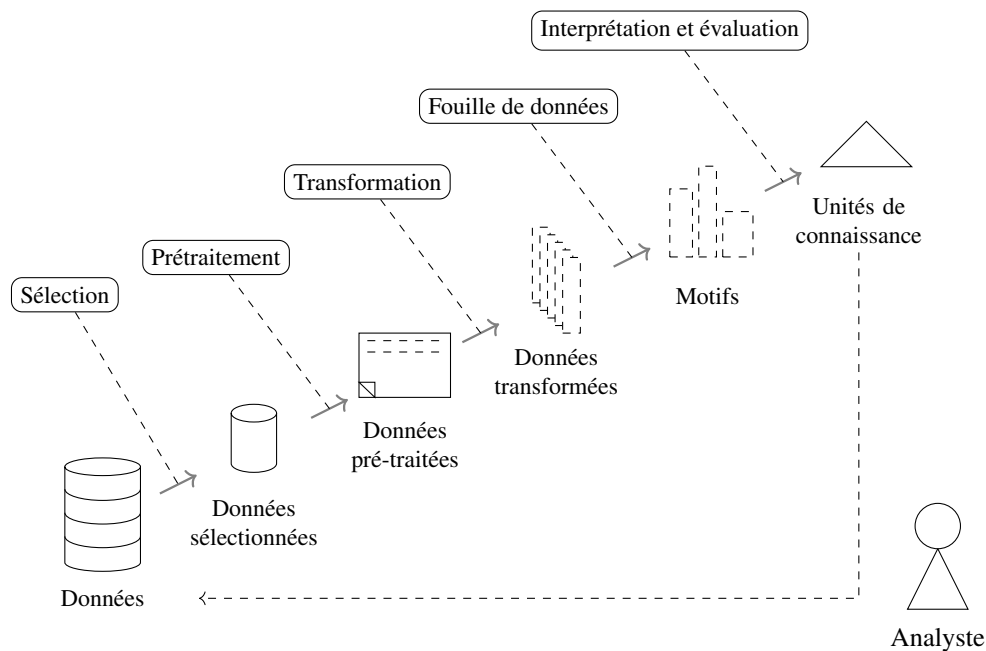 Interprétation et évaluation
Fouille de données
Transformation
Unités de
connaissance
Prétraitement
Sélection
Motifs
Données
transformées
Données
pré-traitées
Données
sélectionnées
Données
Analyste